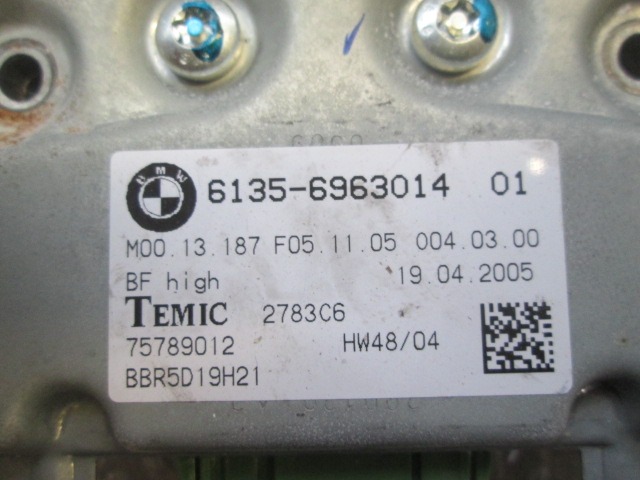 BMW
6135-6963014 01
M00.13.187 F05.11.05 004.03.00
BF high 19.04.2005
TEMIC 2783C6
75789012 HW48/04
BBR5D19H21